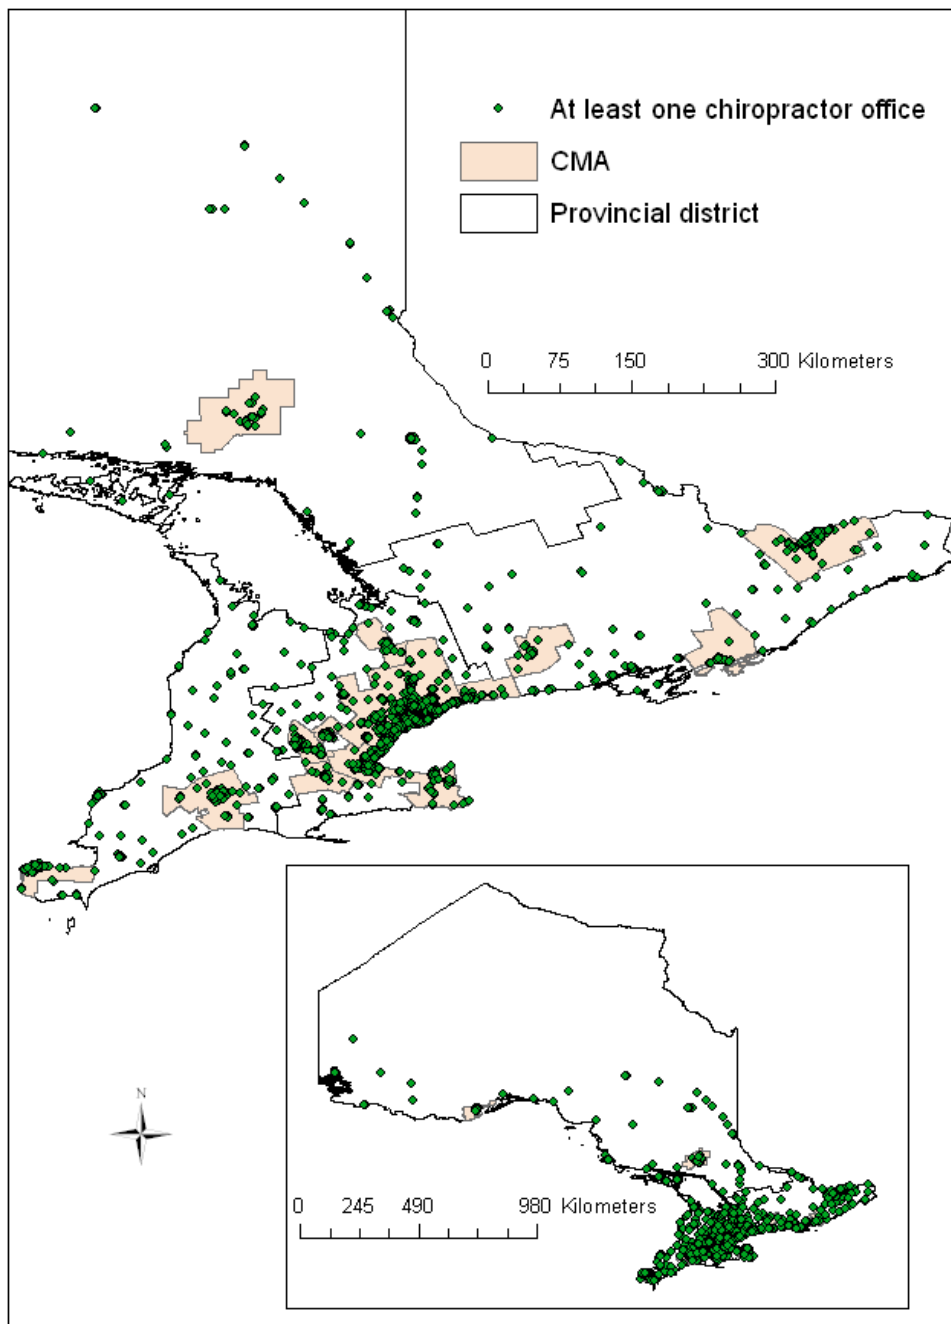 At least one chiropractor office
CMA
Provincial district
0 75 150 300 Kilometers
N
0 245 490 980 Kilometers